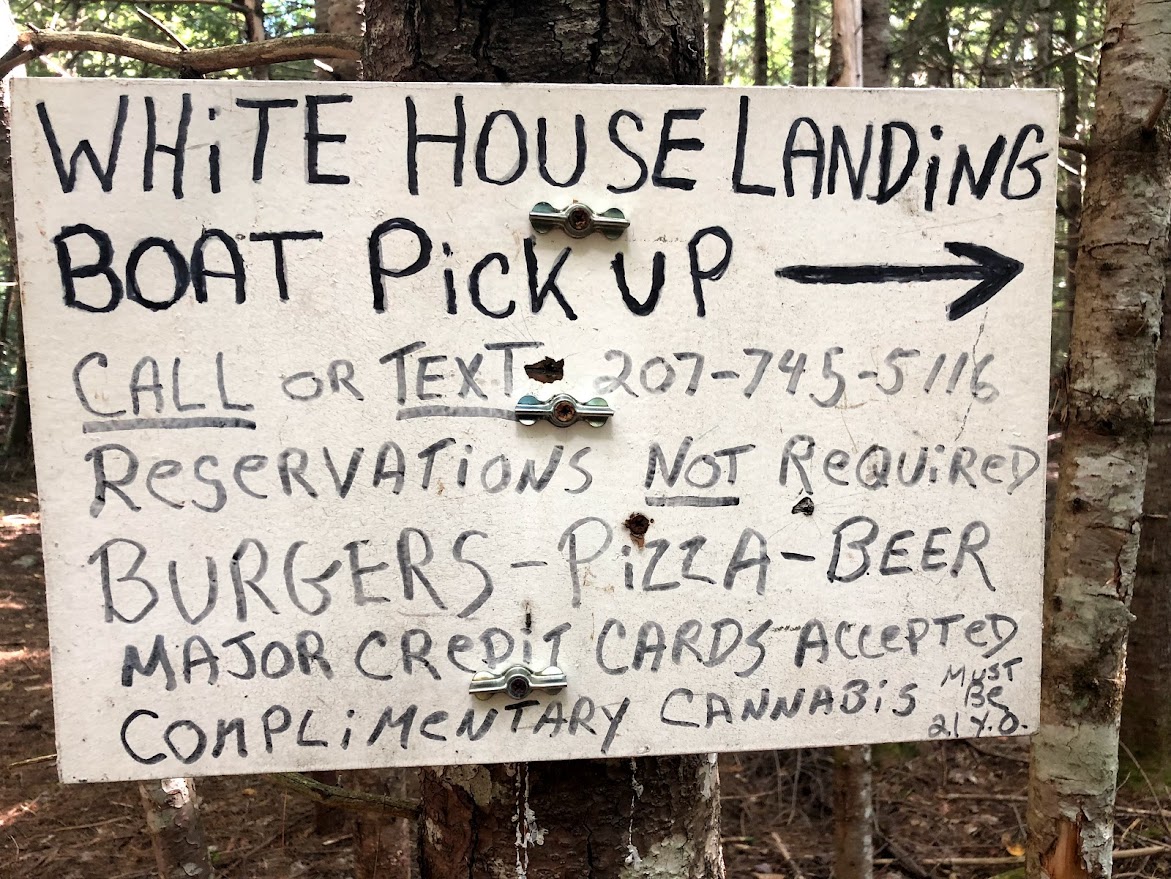 WHiTE HOUSE LANDiNG
BOAT PiCK UP →
CALL OR TEXT 207-745-5116
ReSeRVATiONS NOT ReQUiReD
BURGERS-PiZZA-BEER
MAJOR CReDiT CARDS ACCePTeD
COMPLiMENTARY CANNABiS MUST Be 21 Y.O.